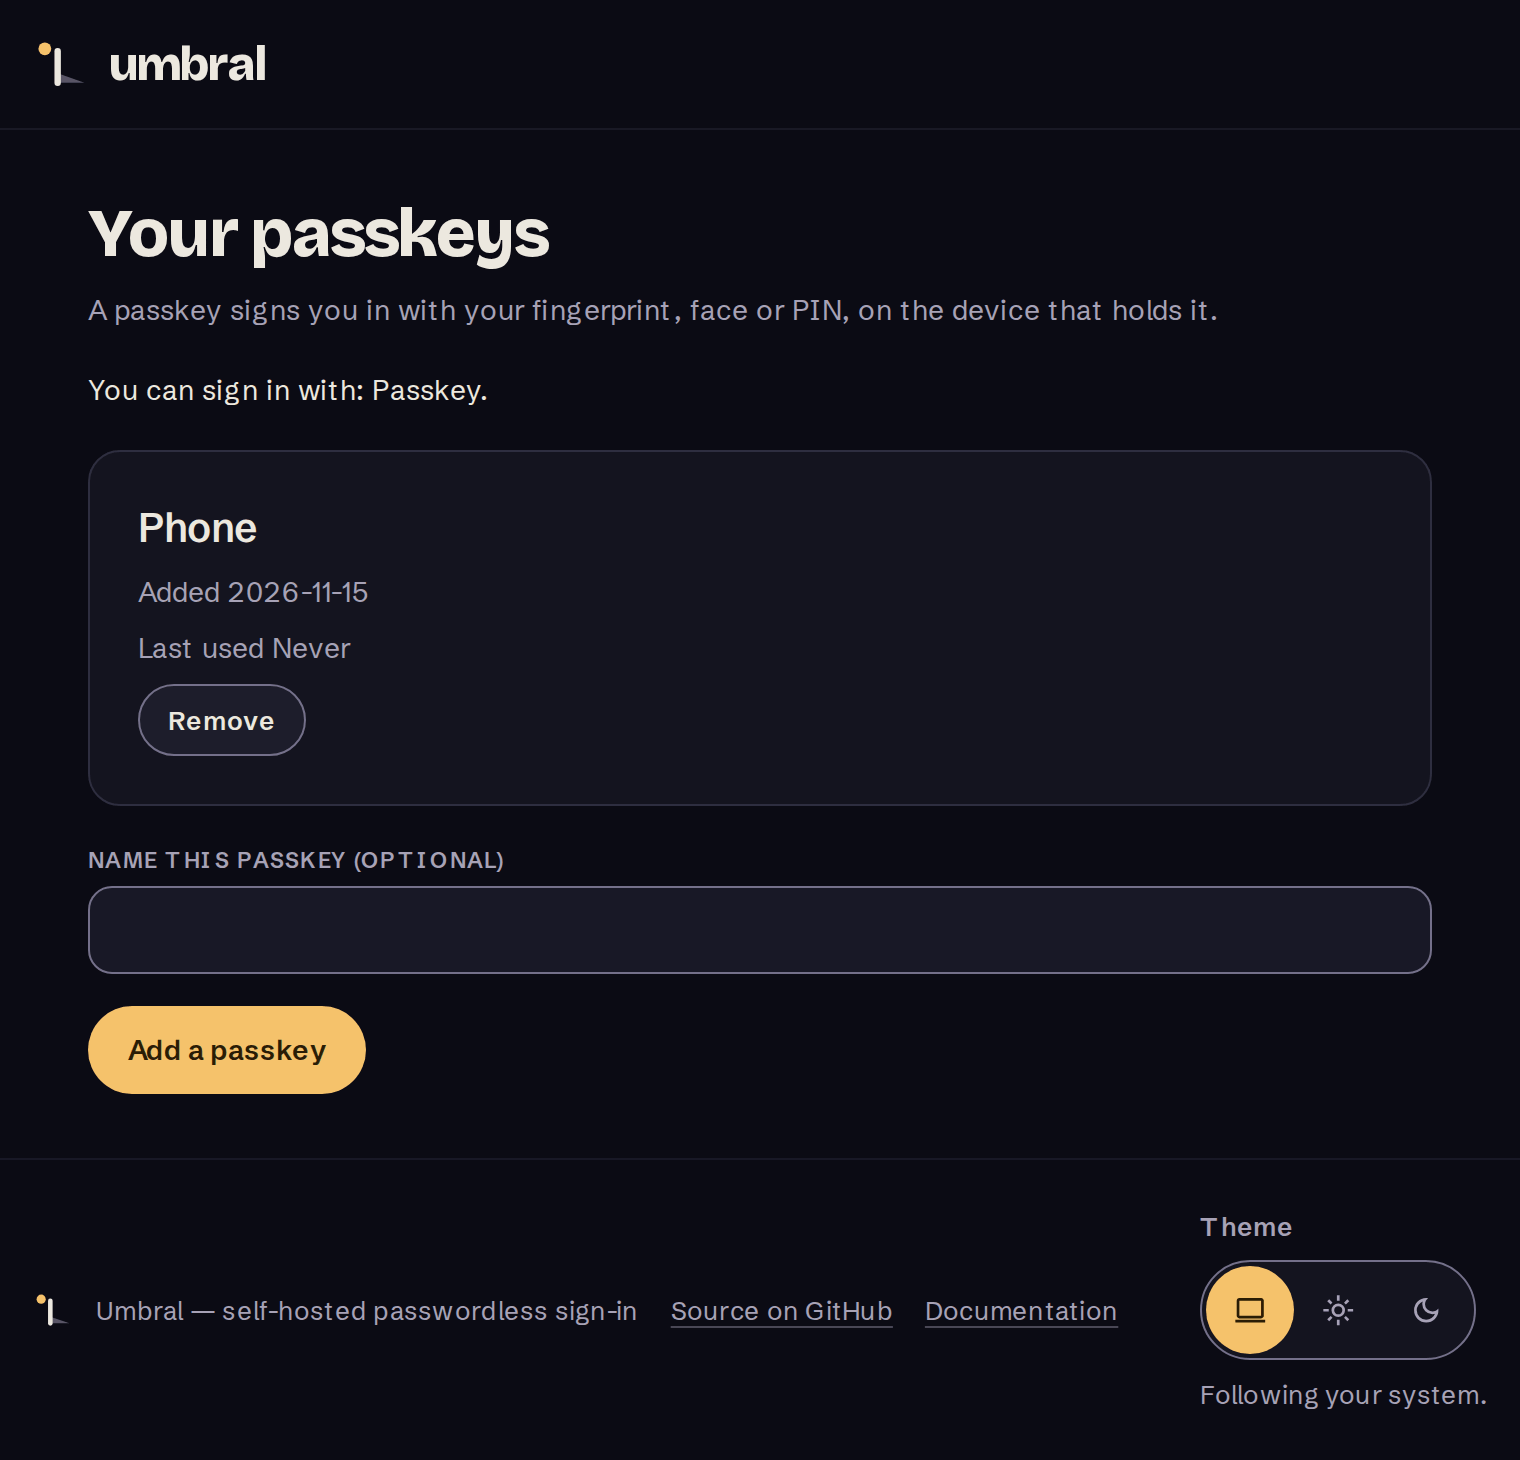 umbral
Your passkeys
A passkey signs you in with your fingerprint, face or PIN, on the device that holds it.
You can sign in with: Passkey.
Phone
Added 2026-11-15
Last used Never
Remove
NAME THIS PASSKEY (OPTIONAL)
Add a passkey
Theme
Umbral — self-hosted passwordless sign-in Source on GitHub Documentation
Following your system.